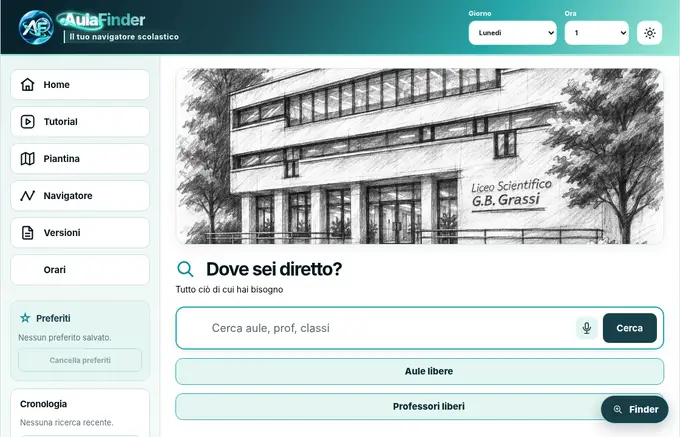 AulaFinder
Il tuo navigatore scolastico
Giorno
Lunedì
Ora
1
Home
Tutorial
Piantina
Navigatore
Versioni
Orari
Preferiti
Nessun preferito salvato.
Cancella preferiti
Cronologia
Nessuna ricerca recente.
Liceo Scientifico
G.B. Grassi
Dove sei diretto?
Tutto ciò di cui hai bisogno
Cerca aule, prof, classi
Cerca
Aule libere
Professori liberi
Finder